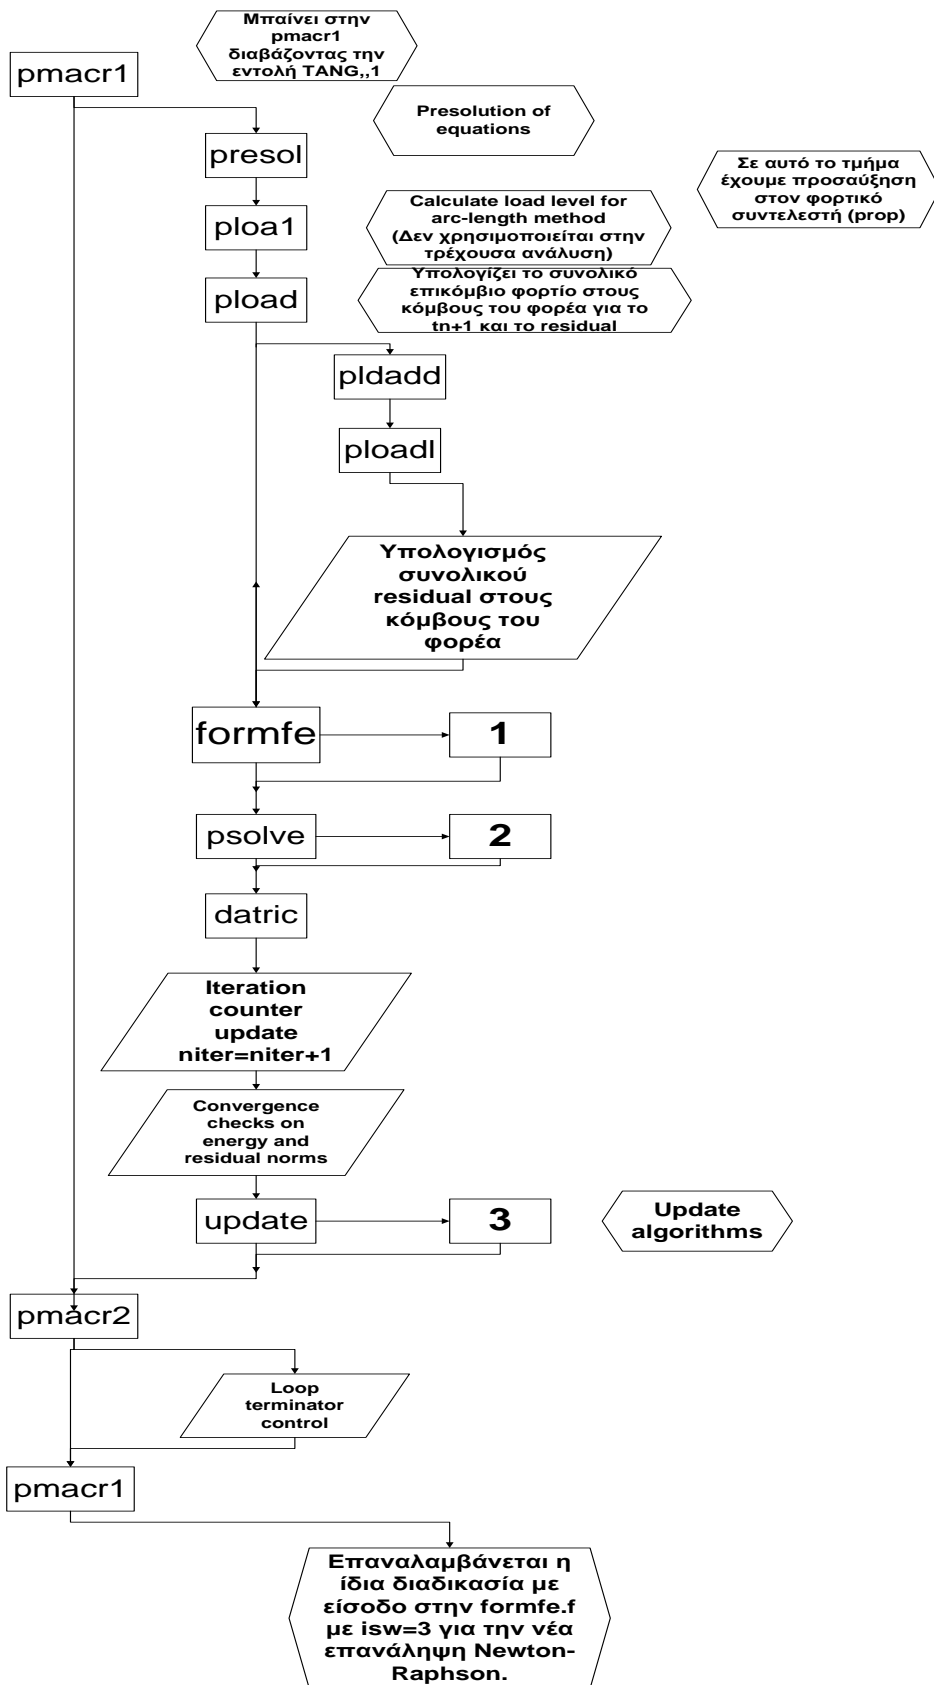 Μπαίνει στην
pmacr1
διαβάζοντας την
εντολή TANG,,1
pmacr1
Presolution of
equations
presol
Σε αυτό το τμήμα
έχουμε προσαύξηση
στον φορτικό
συντελεστή (prop)
ploa1
Calculate load level for
arc-length method
(Δεν χρησιμοποιείται στην
τρέχουσα ανάλυση)
pload
Υπολογίζει το συνολικό
επικόμβιο φορτίο στους
κόμβους του φορέα για το
tn+1 και το residual
pldadd
ploadl
Υπολογισμός
συνολικού
residual στους
κόμβους του
φορέα
formfe
1
psolve
2
datric
Iteration
counter
update
niter=niter+1
Convergence
checks on
energy and
residual norms
update
3
Update
algorithms
pmacr2
Loop
terminator
control
pmacr1
Επαναλαμβάνεται η
ίδια διαδικασία με
είσοδο στην formfe.f
με isw=3 για την νέα
επανάληψη Newton-
Raphson.